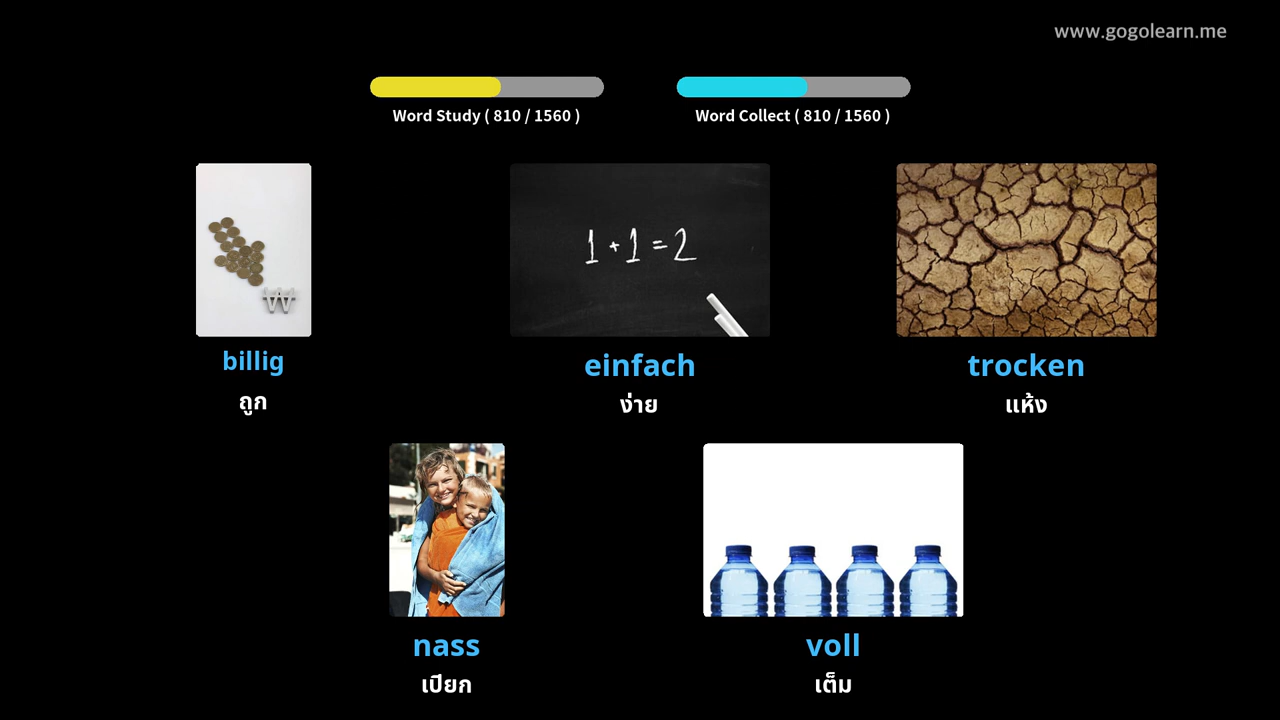 www.gogolearn.me
Word Study ( 810 / 1560 )
Word Collect ( 810 / 1560 )
1 + 1 = 2
billig
einfach
trocken
ถูก
ง่าย
แห้ง
nass
voll
เปียก
เต็ม